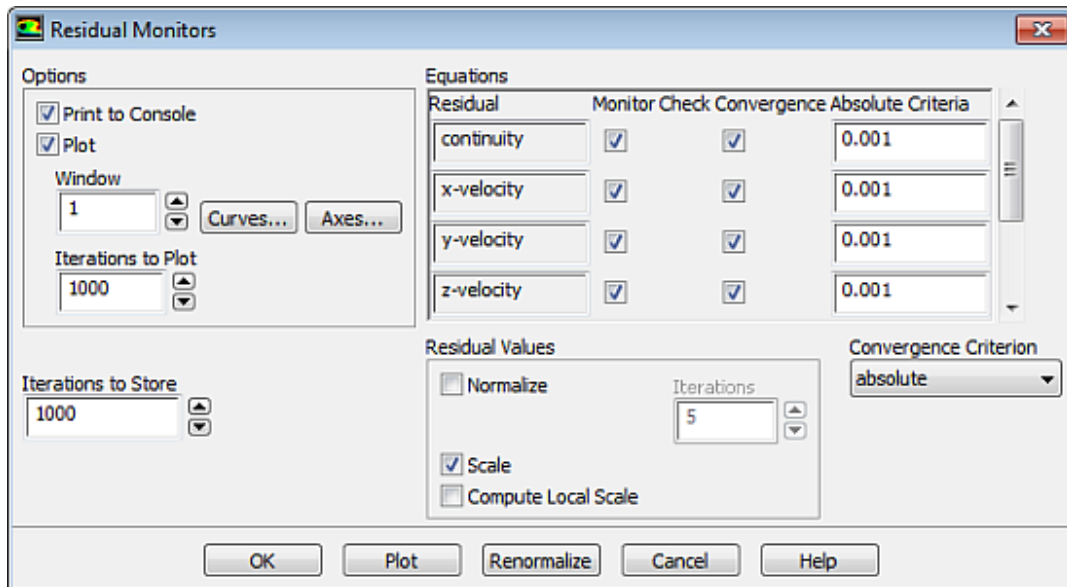 Residual Monitors
Options
Print to Console
Plot
Window
1
Curves... Axes...
Iterations to Plot
1000
Iterations to Store
1000
Equations
Residual Monitor Check Convergence Absolute Criteria
continuity 0.001
x-velocity 0.001
y-velocity 0.001
z-velocity 0.001
Residual Values
Normalize
Iterations
5
Scale
Compute Local Scale
Convergence Criterion
absolute
OK Plot Renormalize Cancel Help